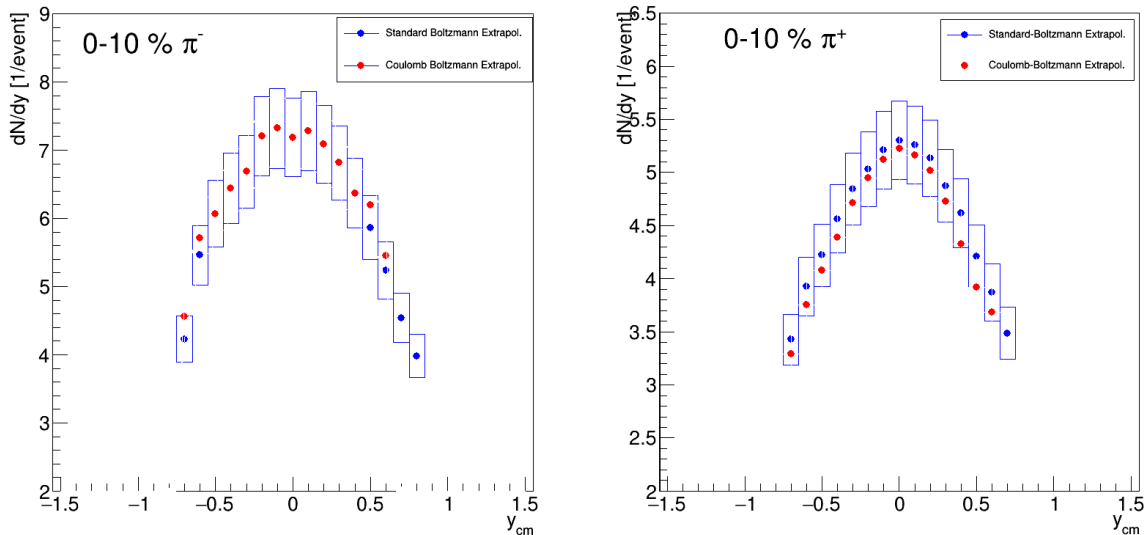 0-10 % π⁻
Standard Boltzmann Extrapol.
Coulomb Boltzmann Extrapol.
dN/dy [1/event]
9
8
7
6
5
4
3
2
−1.5 −1 −0.5 0 0.5 1 1.5
y_cm
0-10 % π⁺
Standard-Boltzmann Extrapol.
Coulomb-Boltzmann Extrapol.
dN/dy [1/event]
6.5
6
5.5
5
4.5
4
3.5
3
2.5
2
−1.5 −1 −0.5 0 0.5 1 1.5
y_cm